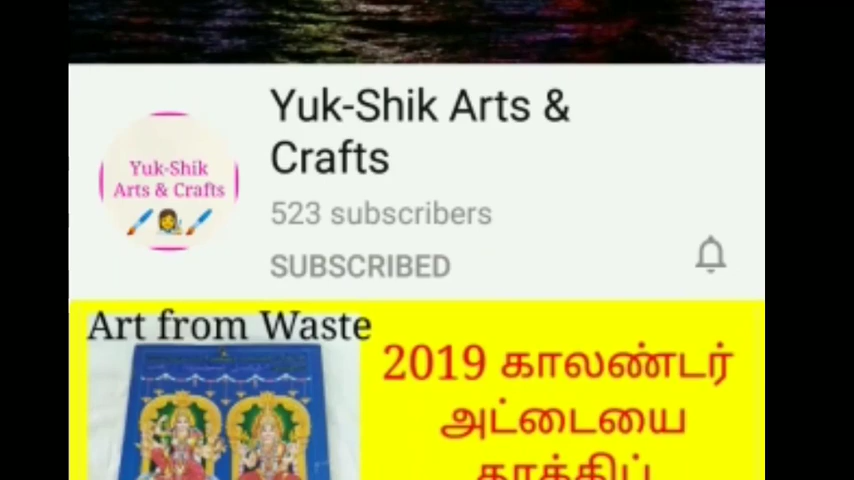 Yuk-Shik Arts &
Crafts
Yuk-Shik
Arts & Crafts
523 subscribers
SUBSCRIBED
Art from Waste
2019 காலண்டர்
அட்டையை